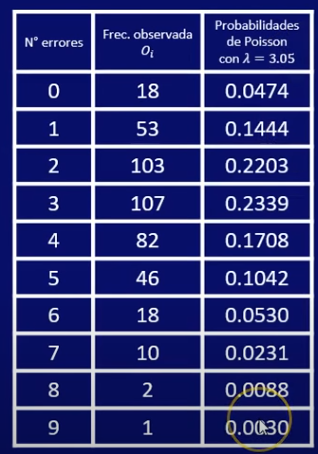 N° errores Frec. observada Oᵢ Probabilidades de Poisson con λ = 3.05
0 18 0.0474
1 53 0.1444
2 103 0.2203
3 107 0.2339
4 82 0.1708
5 46 0.1042
6 18 0.0530
7 10 0.0231
8 2 0.0088
9 1 0.0030